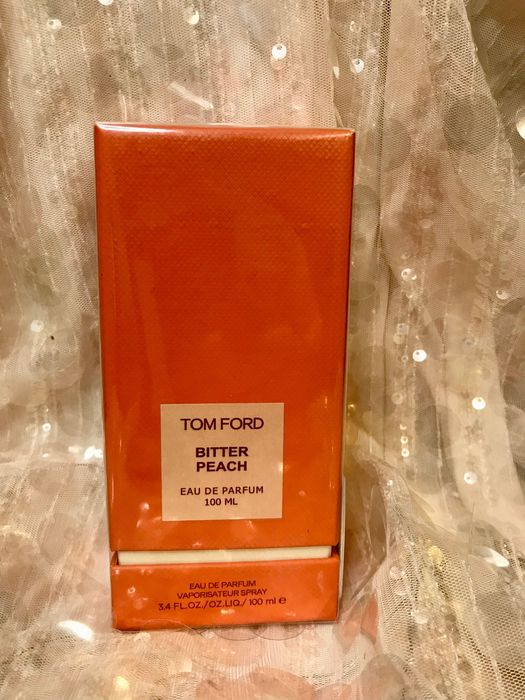 TOM FORD
BITTER
PEACH
EAU DE PARFUM
100 ML
EAU DE PARFUM
VAPORISATEUR SPRAY
3.4 FL.OZ./OZ.LIQ./ 100 ml ℮